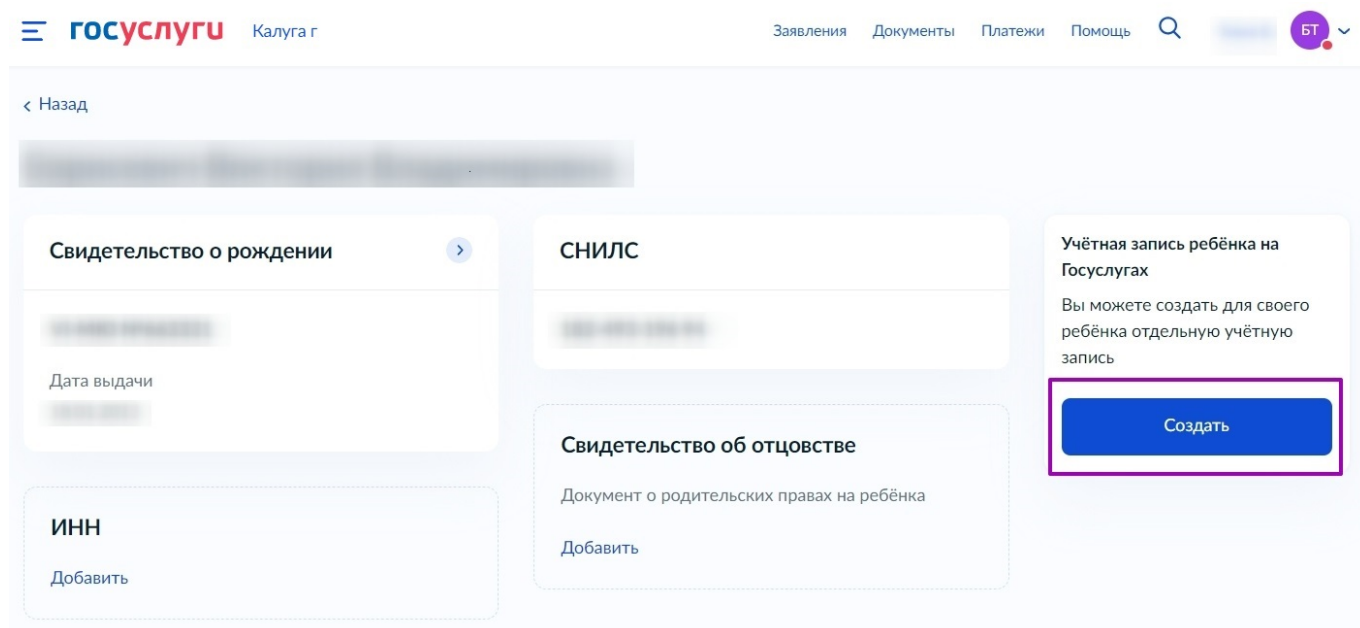 госуслуги Калуга г Заявления Документы Платежи Помощь БТ
Назад
Свидетельство о рождении
Дата выдачи
ИНН
Добавить
СНИЛС
Свидетельство об отцовстве
Документ о родительских правах на ребёнка
Добавить
Учётная запись ребёнка на
Госуслугах
Вы можете создать для своего
ребёнка отдельную учётную
запись
Создать